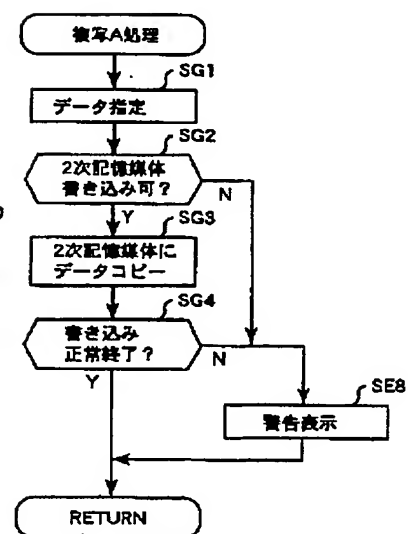 複写A処理
SG1
データ指定
SG2
2次記憶媒体
書き込み可？
N
Y
SG3
2次記憶媒体に
データコピー
SG4
書き込み
正常終了？
N
Y
SE8
警告表示
RETURN